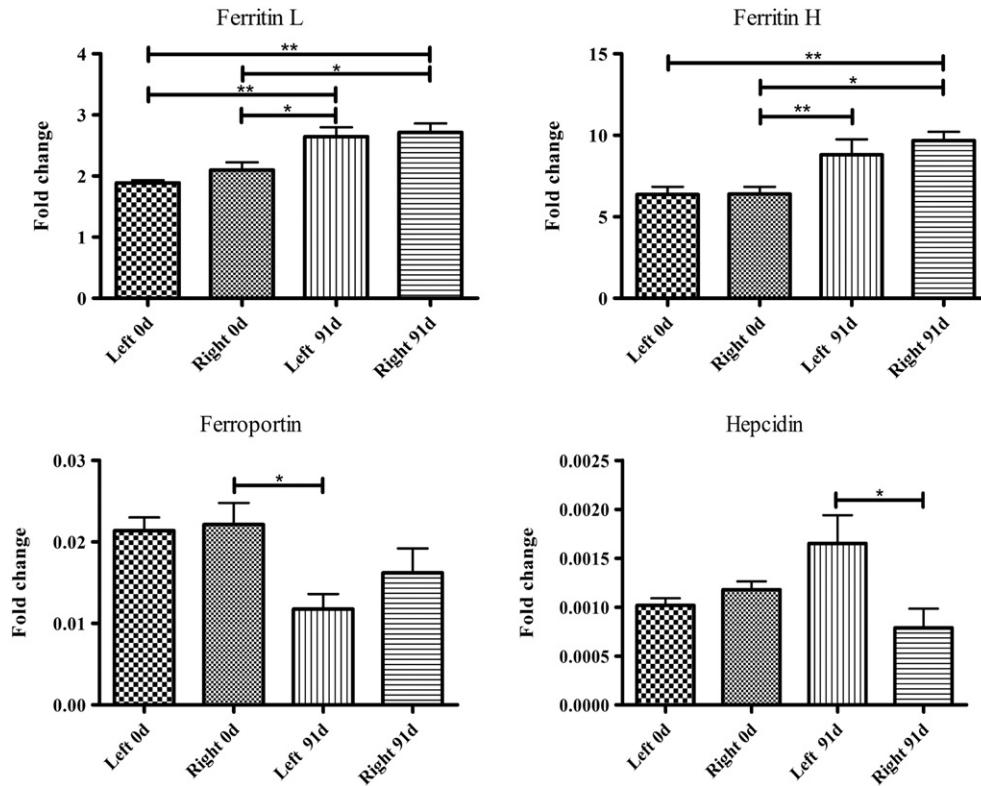 Ferritin L
Fold change
4
3
2
1
0
**
*
**
*
Left 0d
Right 0d
Left 91d
Right 91d
Ferritin H
Fold change
15
10
5
0
**
*
**
Left 0d
Right 0d
Left 91d
Right 91d
Ferroportin
Fold change
0.03
0.02
0.01
0.00
*
Left 0d
Right 0d
Left 91d
Right 91d
Hepcidin
Fold change
0.0025
0.0020
0.0015
0.0010
0.0005
0.0000
*
Left 0d
Right 0d
Left 91d
Right 91d